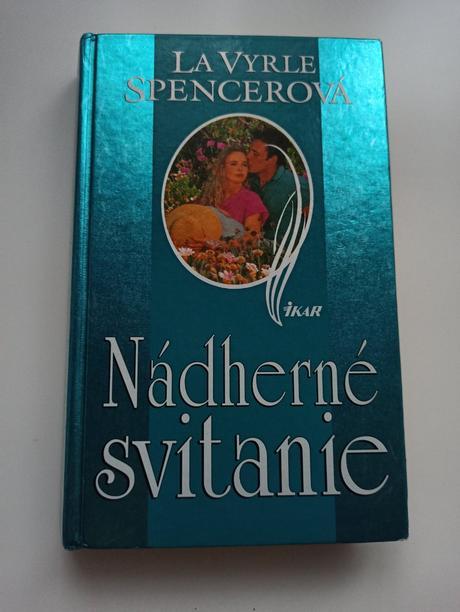 LA VYRLE
SPENCEROVÁ
IKAR
Nádherné
svitanie